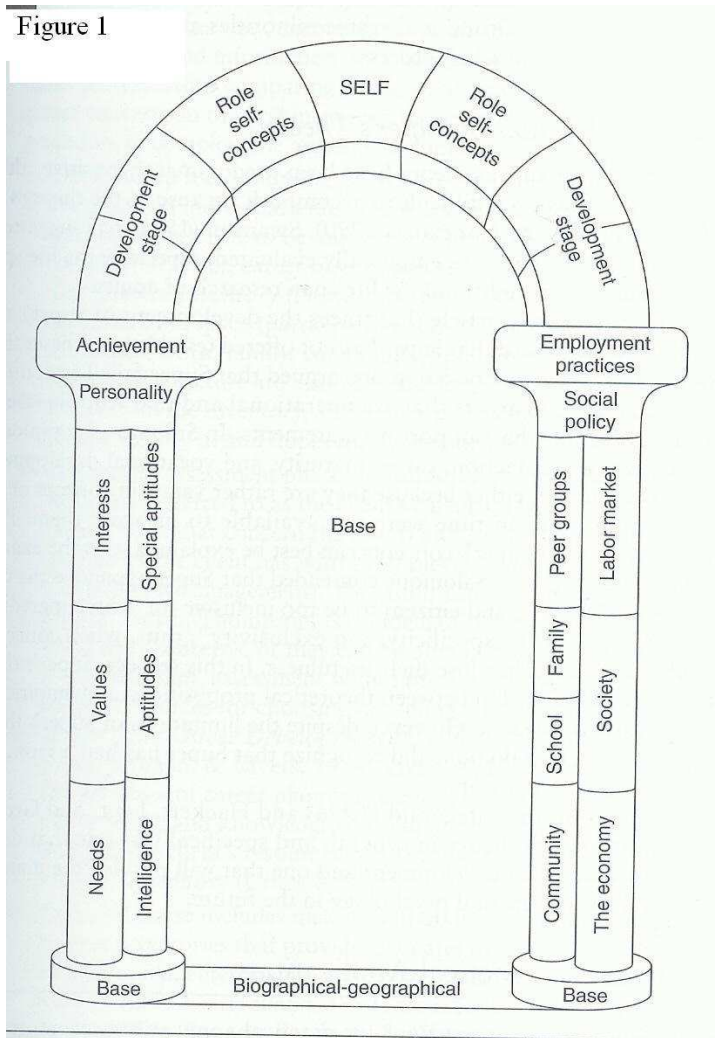 Figure 1
SELF
Role
self-
concepts
Role
self-
concepts
Development
stage
Development
stage
Achievement
Personality
Employment
practices
Social
policy
Interests
Special aptitudes
Values
Aptitudes
Needs
Intelligence
Base
Peer groups
Labor market
Family
School
Society
Community
The economy
Base
Biographical-geographical
Base